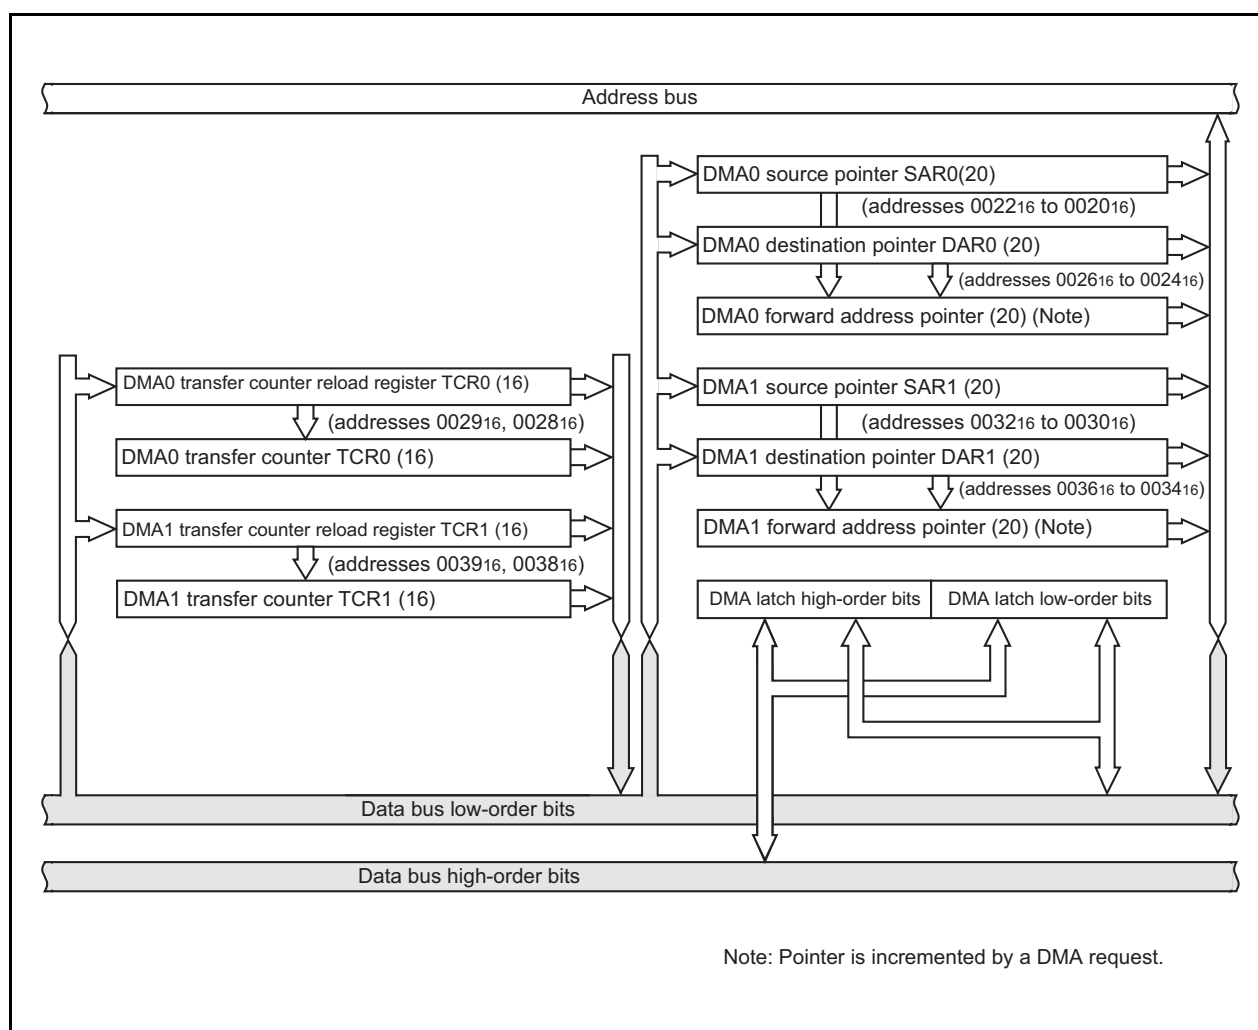 Address bus
DMA0 source pointer SAR0(20)
(addresses 002216 to 002016)
DMA0 destination pointer DAR0 (20)
(addresses 002616 to 002416)
DMA0 forward address pointer (20) (Note)
DMA0 transfer counter reload register TCR0 (16)
(addresses 002916, 002816)
DMA0 transfer counter TCR0 (16)
DMA1 transfer counter reload register TCR1 (16)
(addresses 003916, 003816)
DMA1 transfer counter TCR1 (16)
DMA1 source pointer SAR1 (20)
(addresses 003216 to 003016)
DMA1 destination pointer DAR1 (20)
(addresses 003616 to 003416)
DMA1 forward address pointer (20) (Note)
DMA latch high-order bits
DMA latch low-order bits
Data bus low-order bits
Data bus high-order bits
Note: Pointer is incremented by a DMA request.